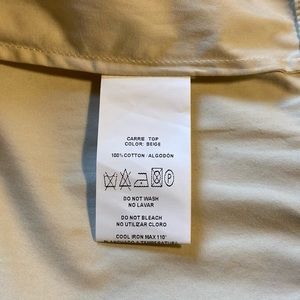 CARRIE TOP
COLOR: BEIGE
100% COTTON / ALGODÓN
DO NOT WASH
NO LAVAR
DO NOT BLEACH
NO UTILIZAR CLORO
COOL IRON MAX 110°